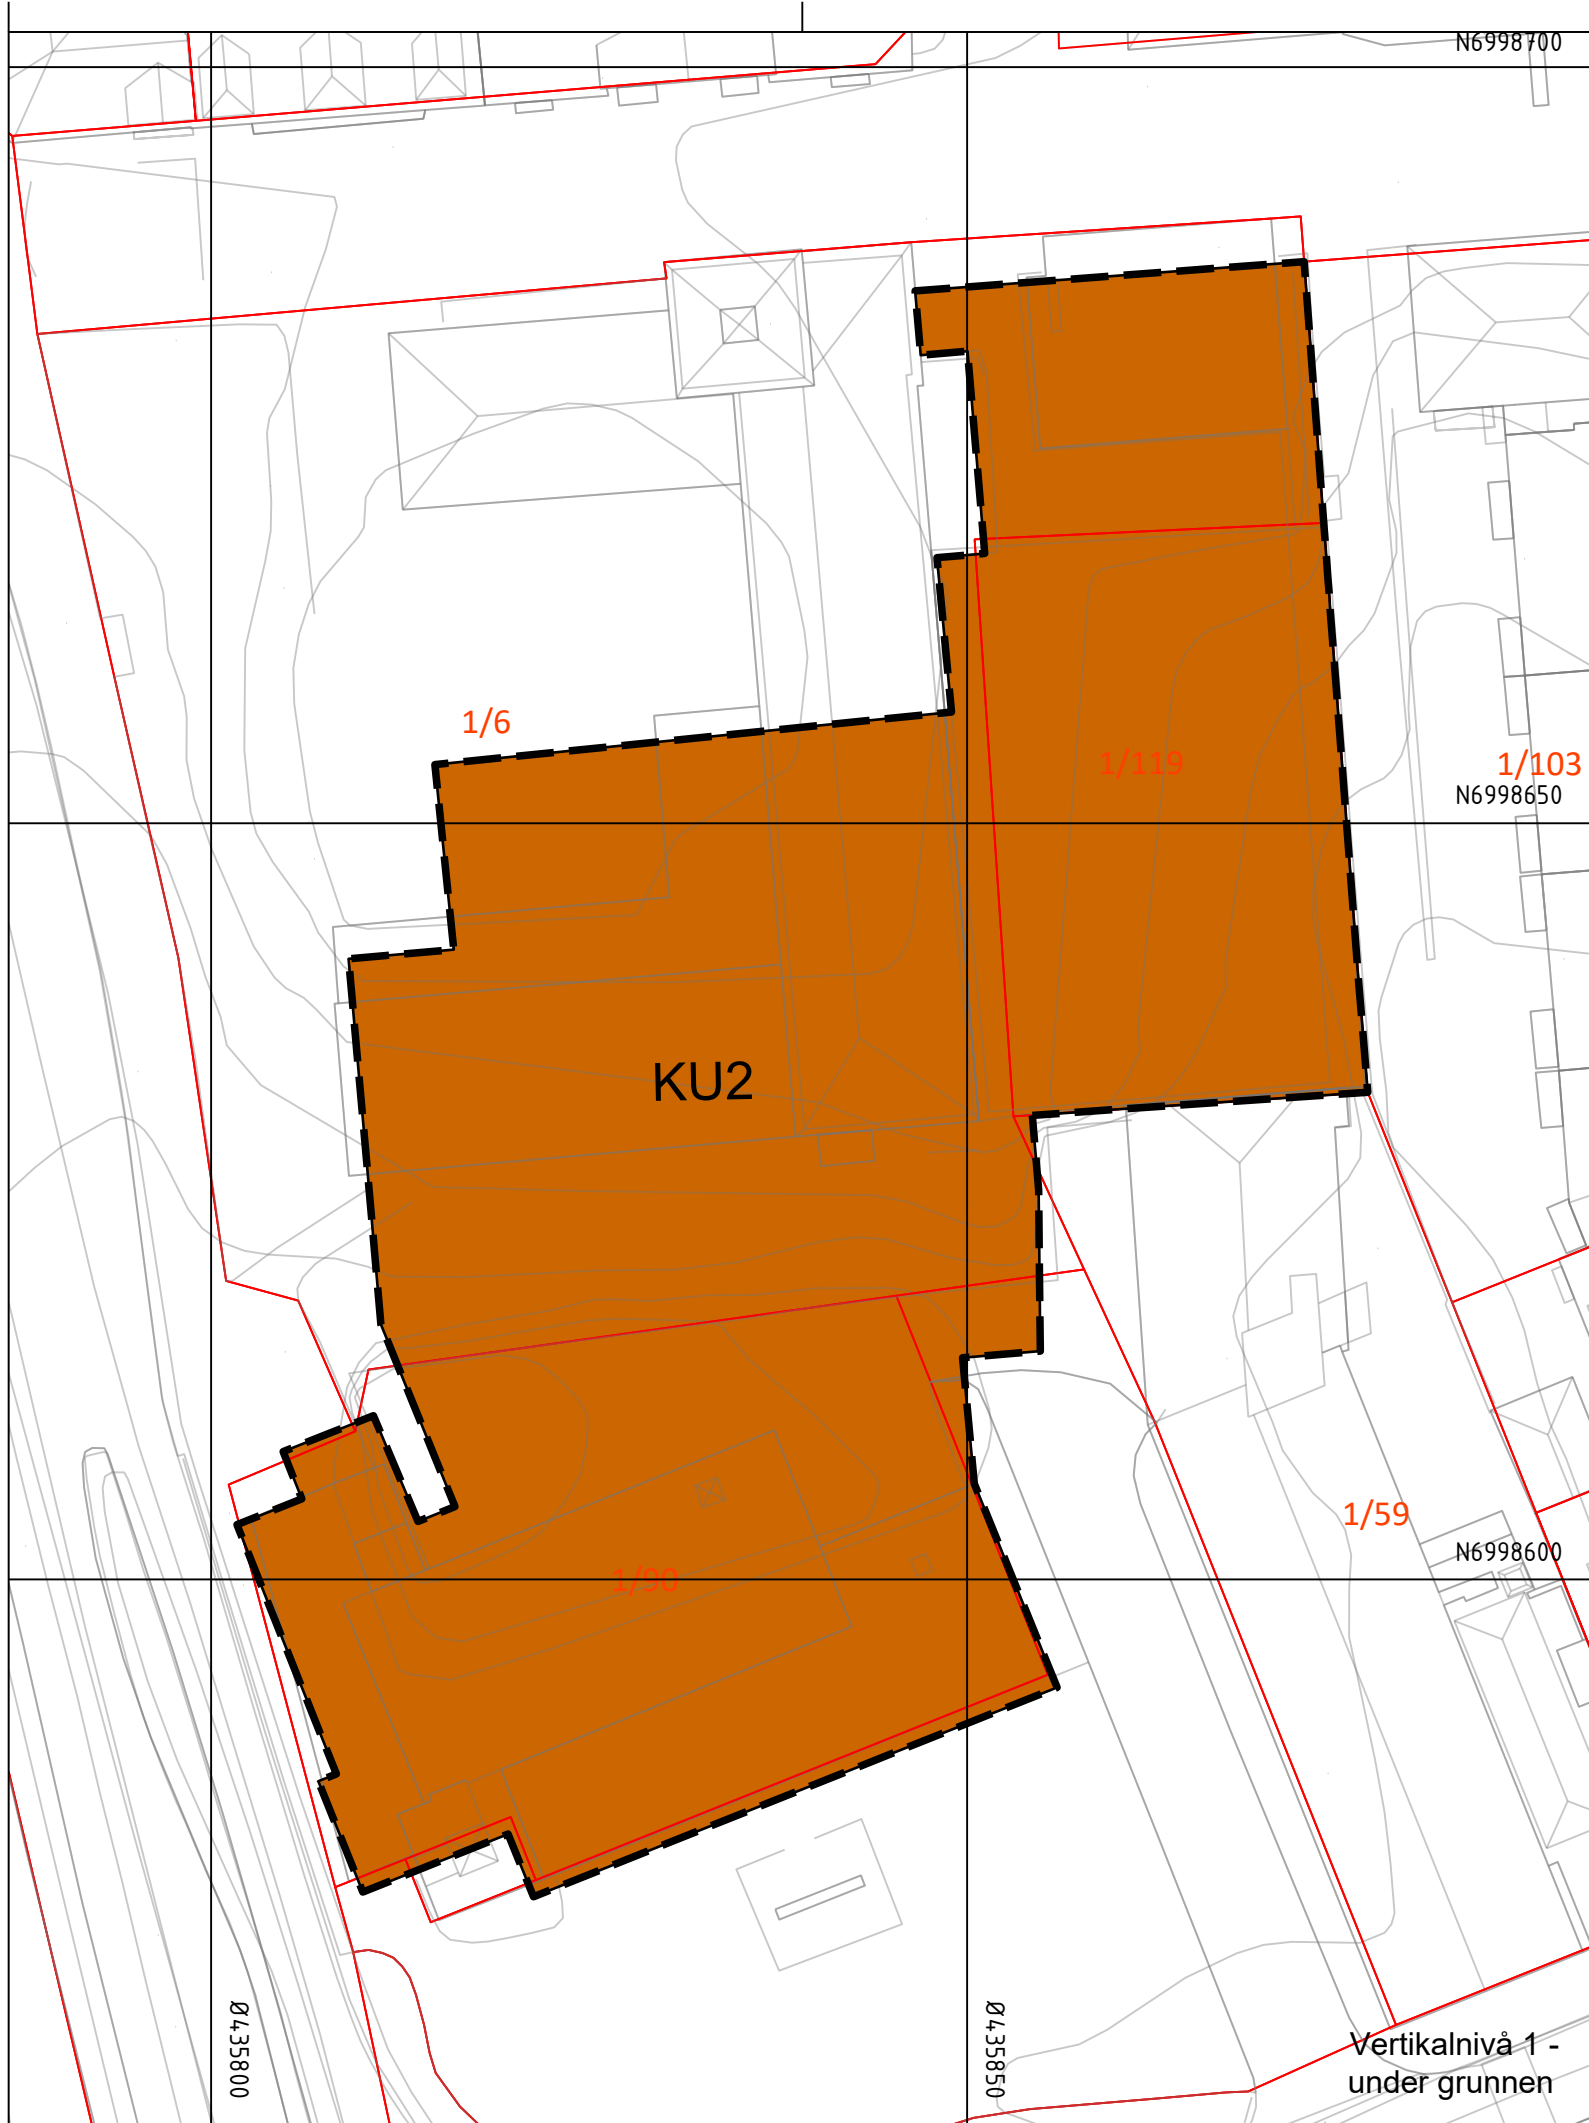 N6998700
1/6
1/119
1/103
N6998650
KU2
1/59
N6998600
1/90
Ø435800
Ø435850
Vertikalnivå 1 -
under grunnen